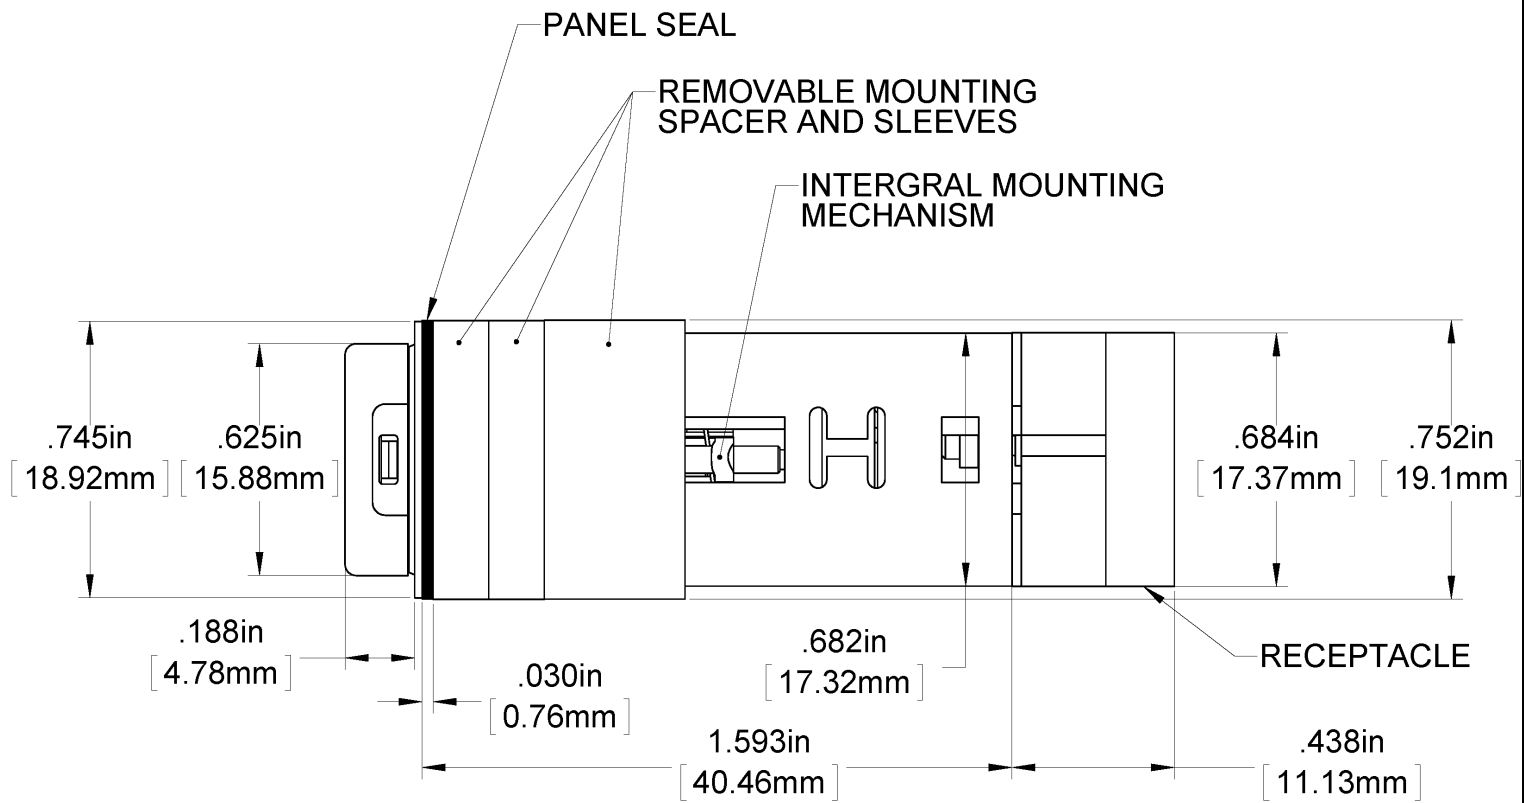 PANEL SEAL
REMOVABLE MOUNTING
SPACER AND SLEEVES
INTERGRAL MOUNTING
MECHANISM
.745in
[18.92mm]
.625in
[15.88mm]
.684in
[17.37mm]
.752in
[19.1mm]
.188in
[4.78mm]
.030in
[0.76mm]
.682in
[17.32mm]
RECEPTACLE
1.593in
[40.46mm]
.438in
[11.13mm]